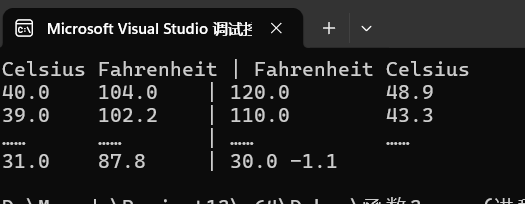 Microsoft Visual Studio 调试
Celsius Fahrenheit | Fahrenheit Celsius
40.0 104.0 | 120.0 48.9
39.0 102.2 | 110.0 43.3
…… …… | …… ……
31.0 87.8 | 30.0 -1.1